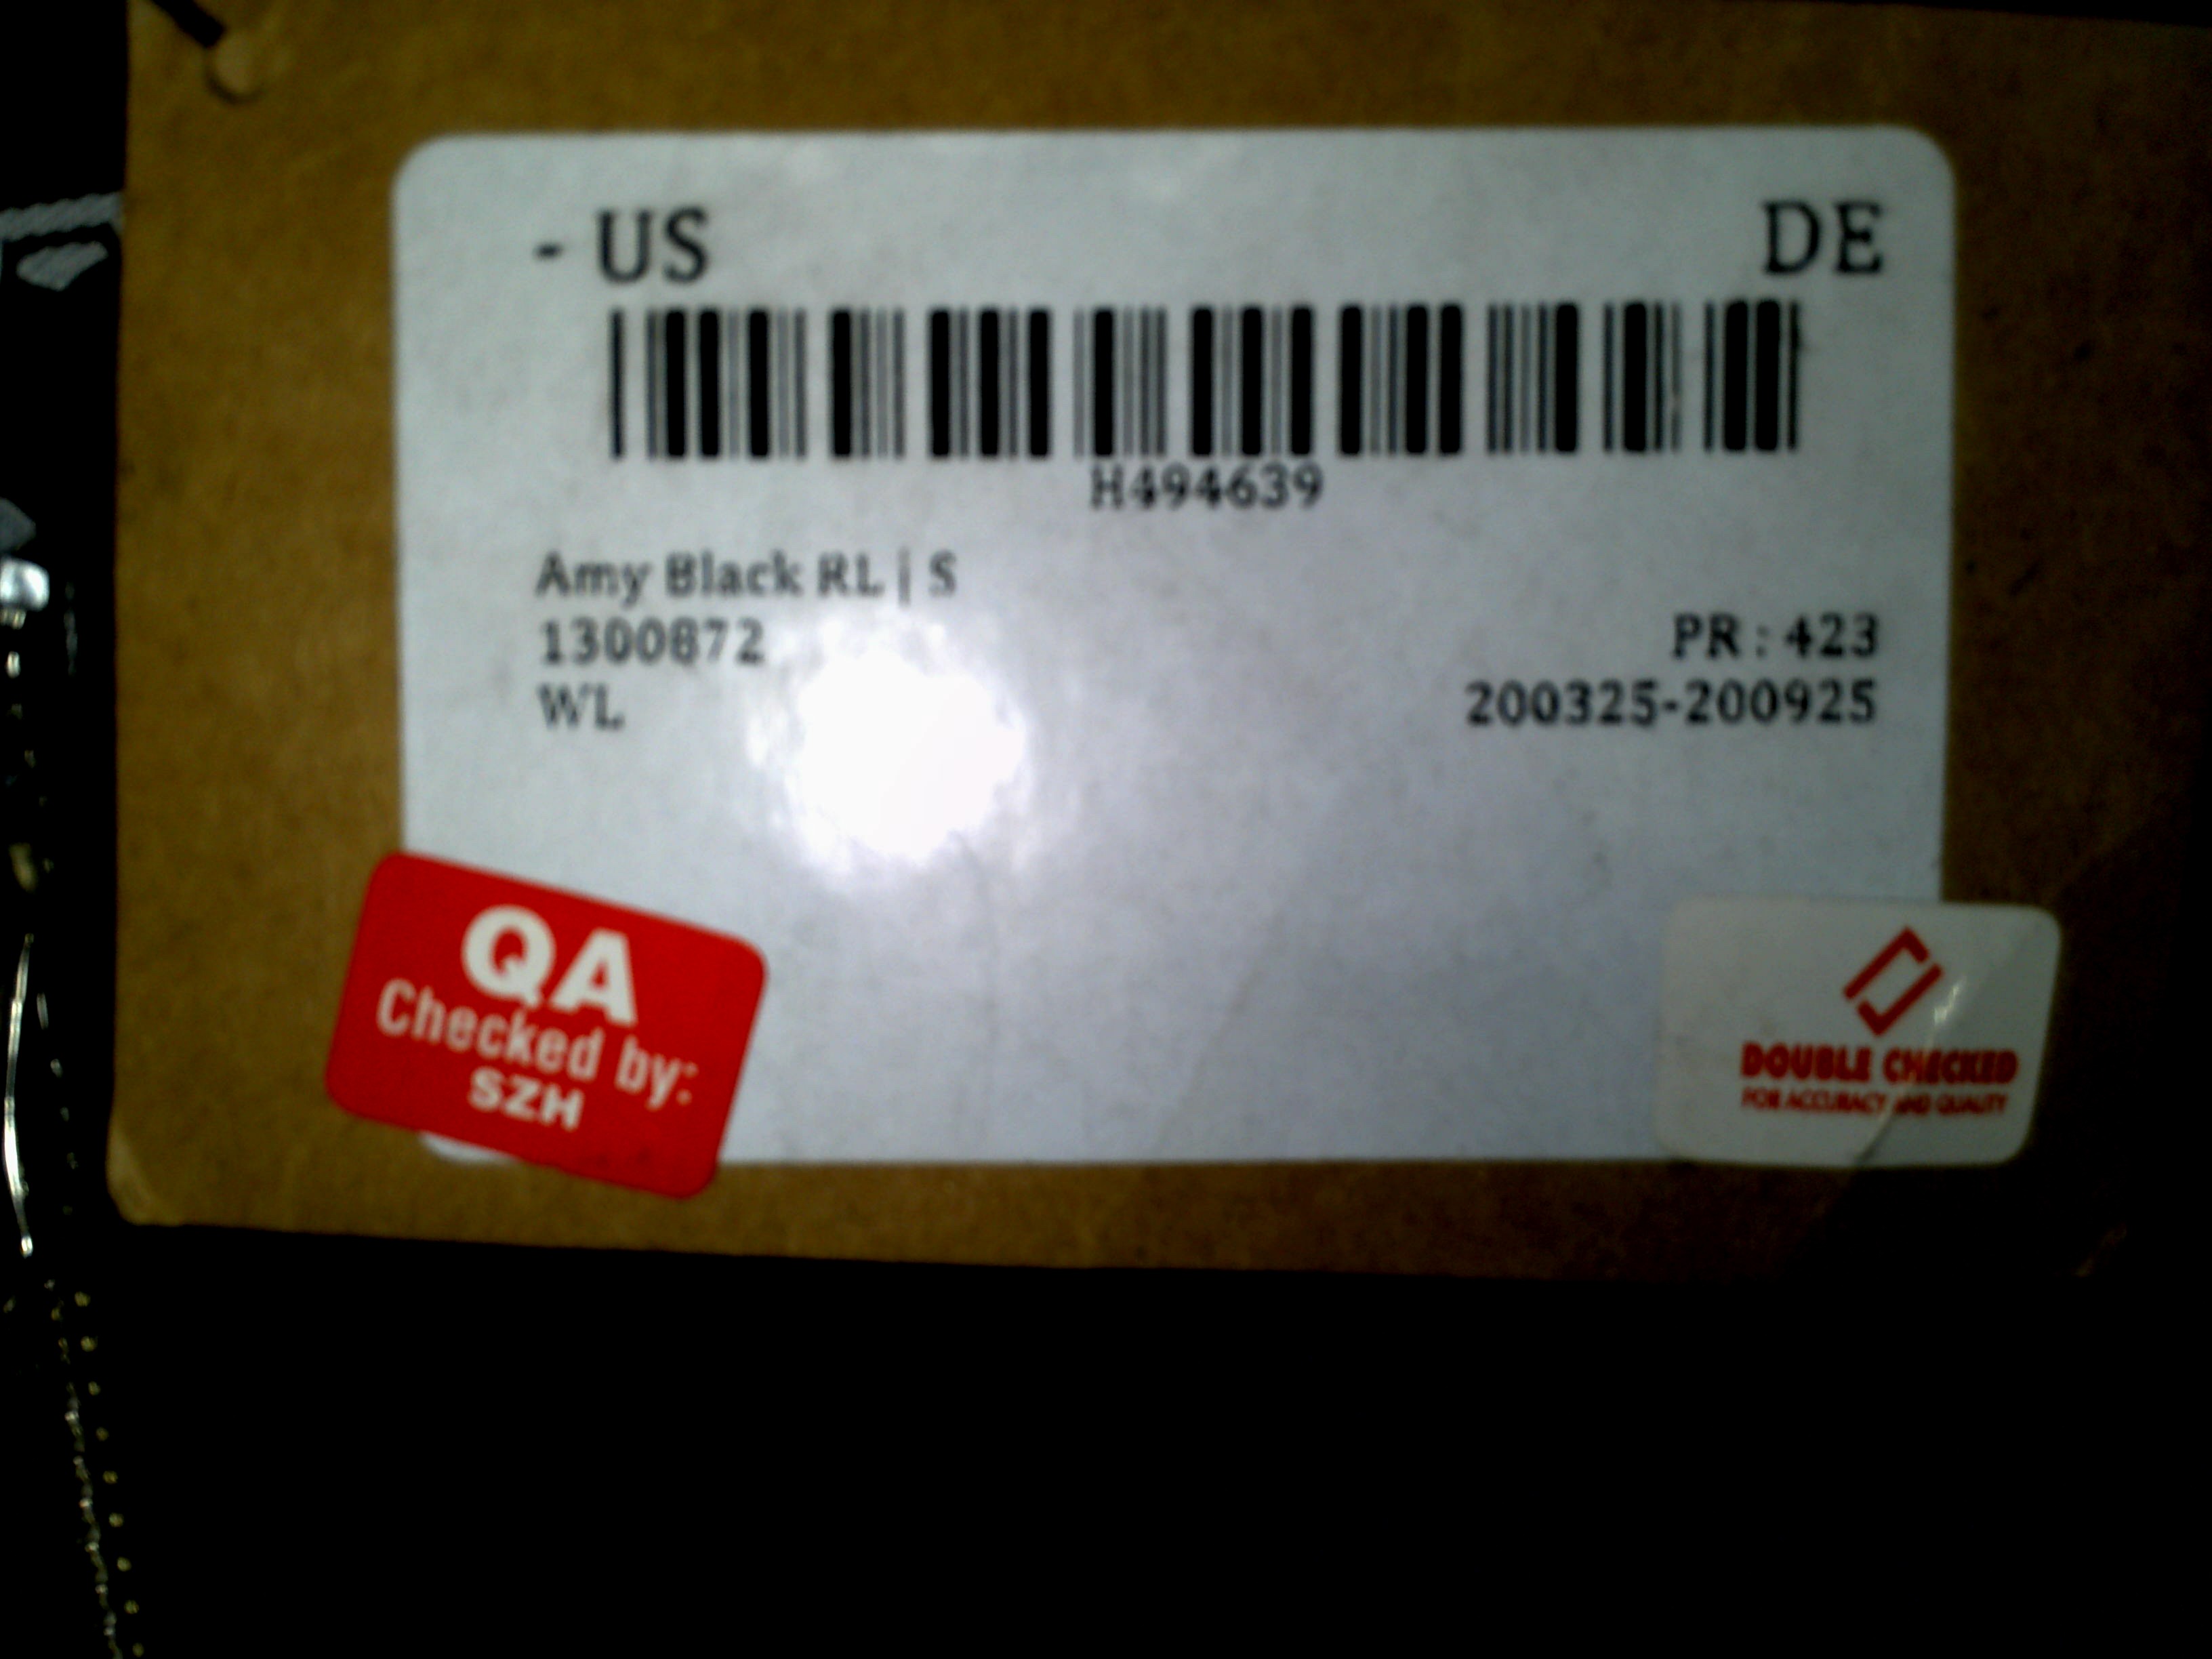 - US DE
H494639
Amy Black RL | S
1300872
PR : 423
WL
200325-200925
QA
Checked by:
SZH
DOUBLE CHECKED
FOR ACCURACY AND QUALITY